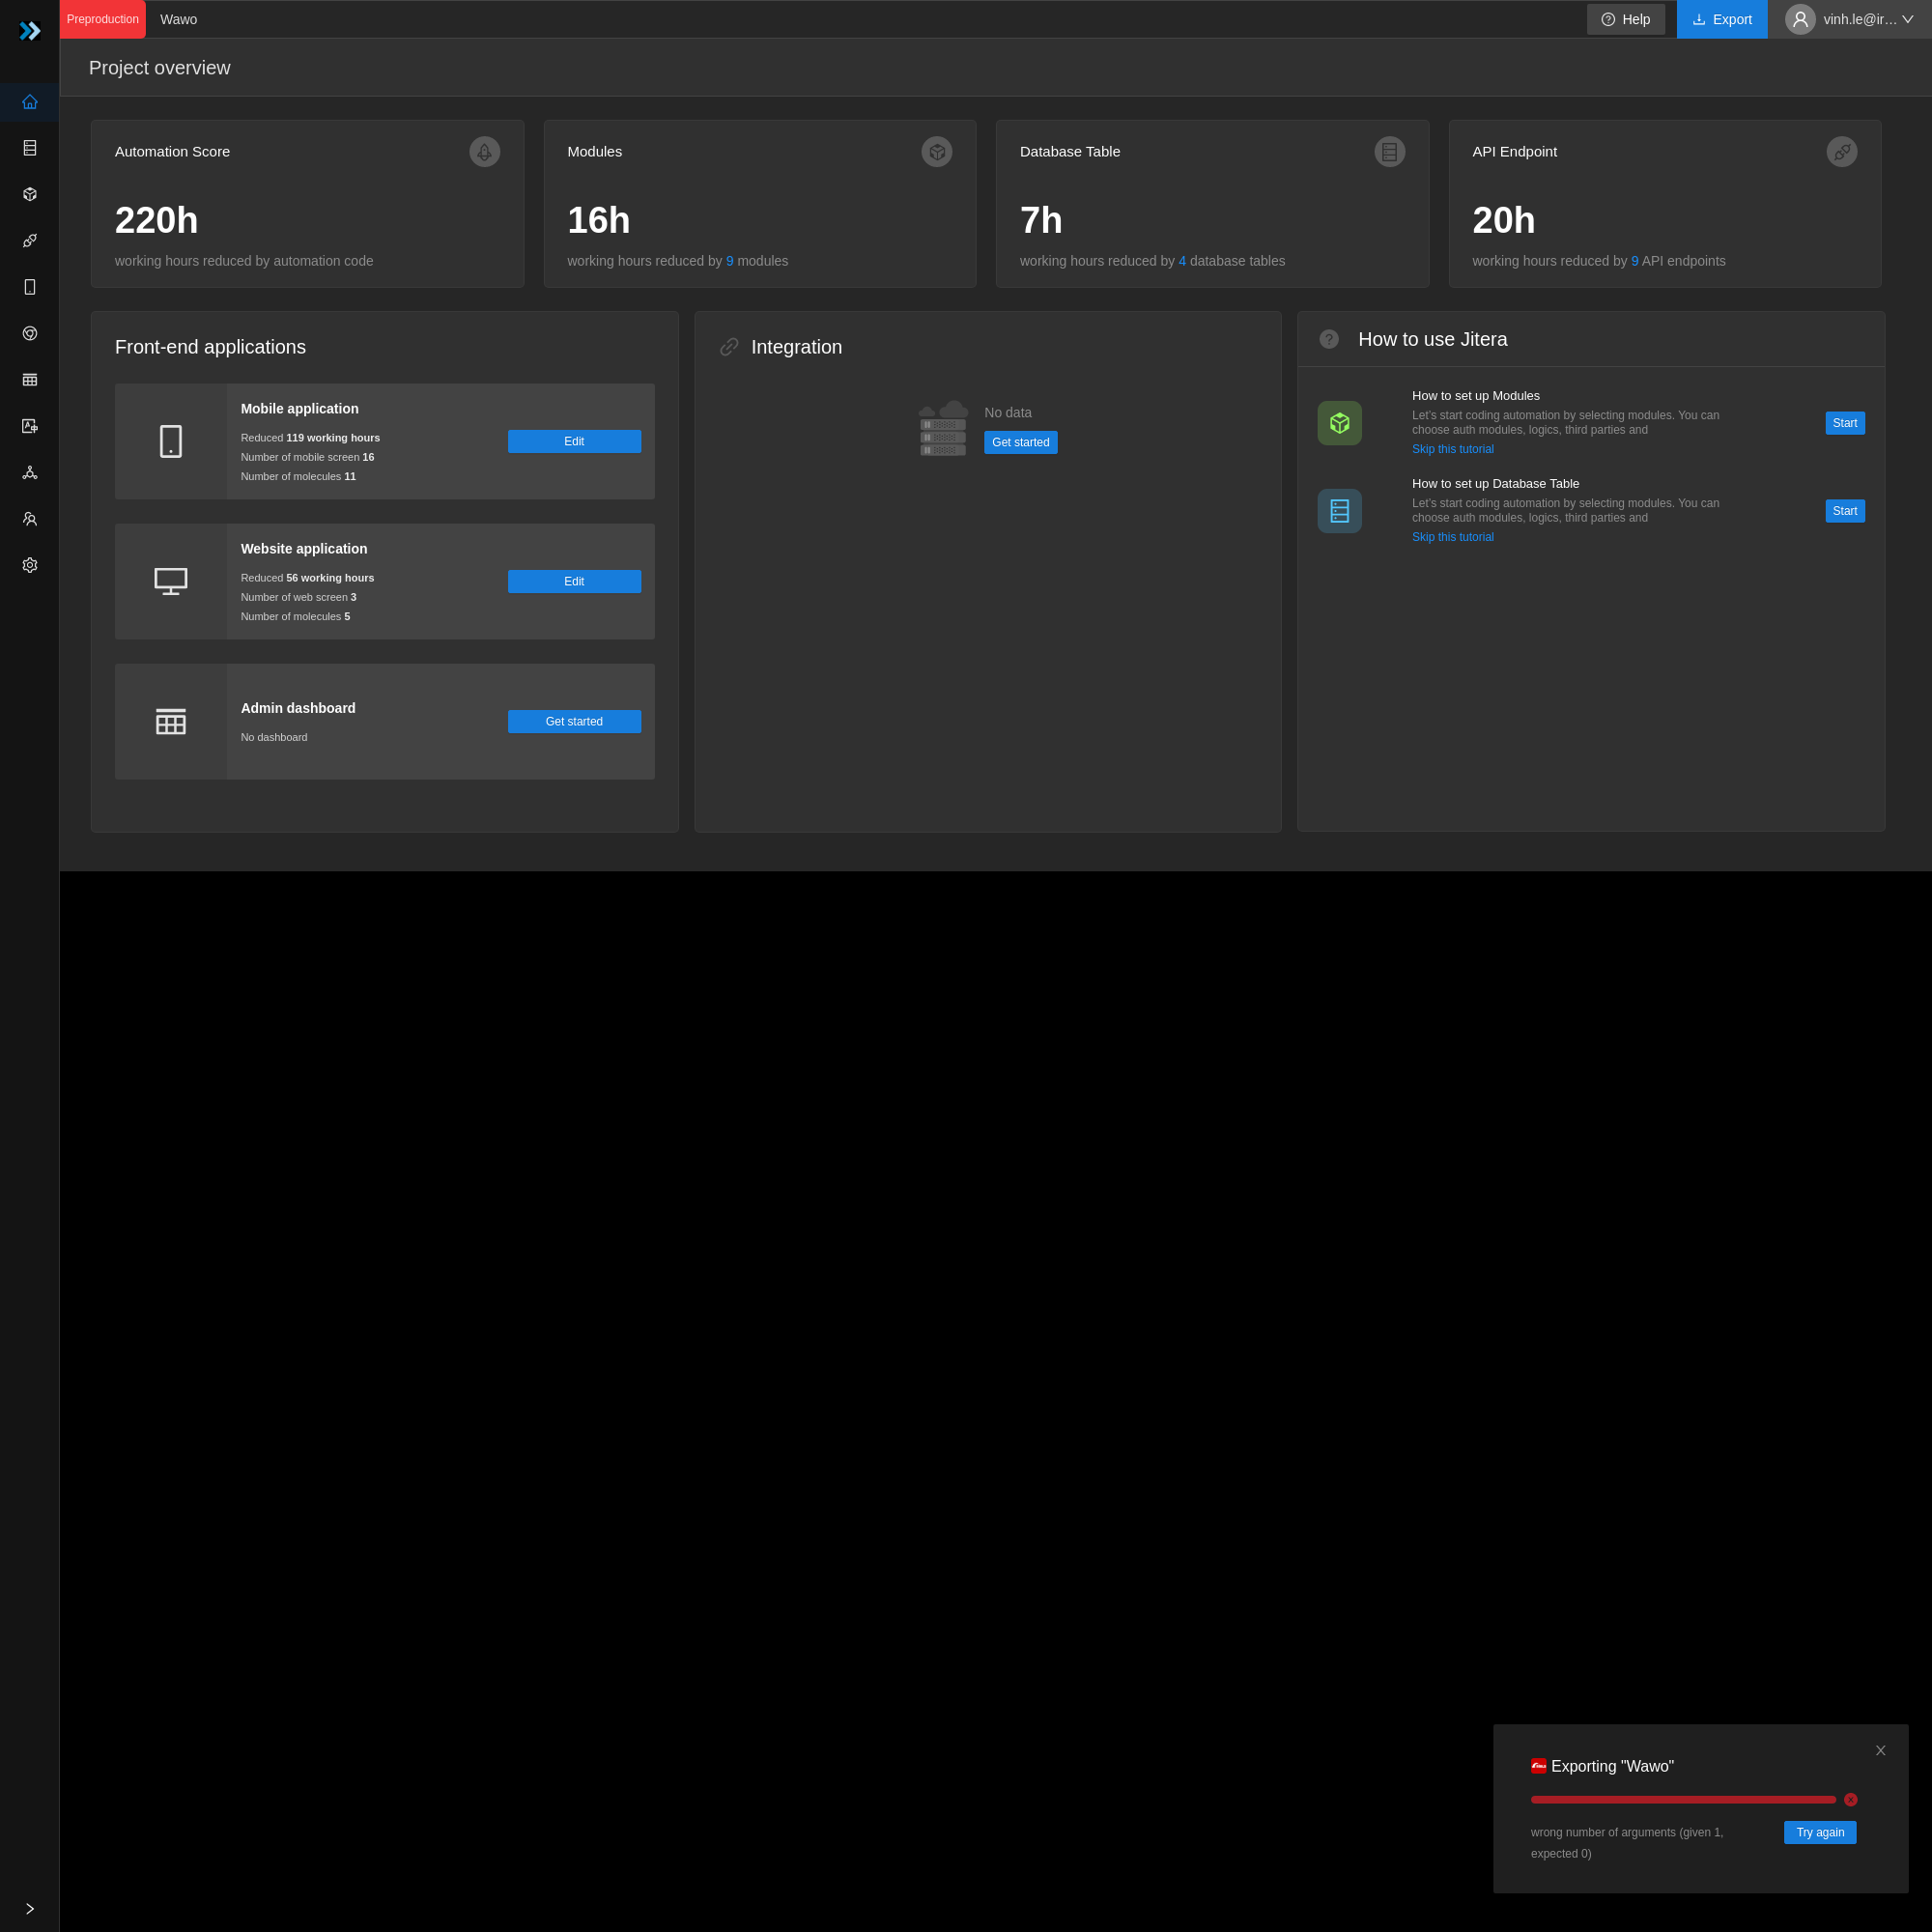 Preproduction
Wawo
Help
Export
vinh.le@ir…
Project overview
Automation Score
220h
working hours reduced by automation code
Modules
16h
working hours reduced by 9 modules
Database Table
7h
working hours reduced by 4 database tables
API Endpoint
20h
working hours reduced by 9 API endpoints
Front-end applications
Mobile application
Reduced 119 working hours
Number of mobile screen 16
Number of molecules 11
Edit
Website application
Reduced 56 working hours
Number of web screen 3
Number of molecules 5
Edit
Admin dashboard
No dashboard
Get started
Integration
No data
Get started
How to use Jitera
How to set up Modules
Let’s start coding automation by selecting modules. You can
choose auth modules, logics, third parties and
Skip this tutorial
Start
How to set up Database Table
Let’s start coding automation by selecting modules. You can
choose auth modules, logics, third parties and
Skip this tutorial
Start
Exporting "Wawo"
wrong number of arguments (given 1,
expected 0)
Try again